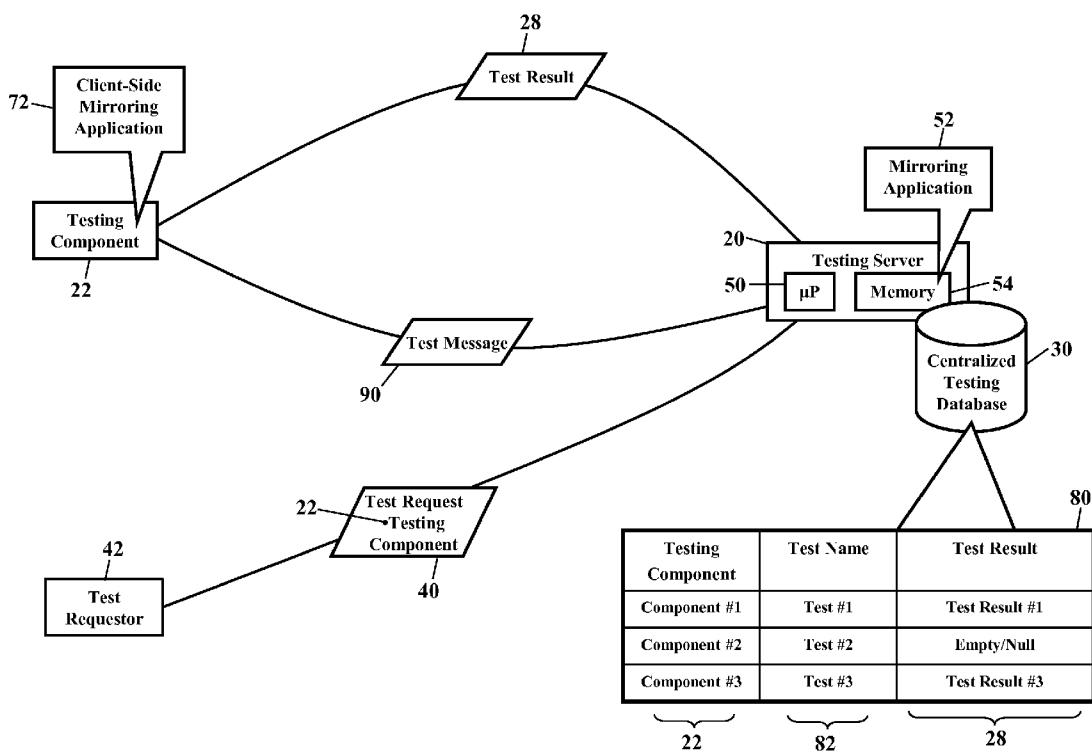 28
Test Result
Client-Side
Mirroring
Application
72
52
Mirroring
Application
Testing
Component
22
20
Testing Server
50
µP
Memory
54
Test Message
90
Centralized
Testing
Database
30
Test Request
•Testing
Component
22
40
42
Test
Requestor
80
Testing
Component
Test Name
Test Result
Component #1
Test #1
Test Result #1
Component #2
Test #2
Empty/Null
Component #3
Test #3
Test Result #3
22
82
28